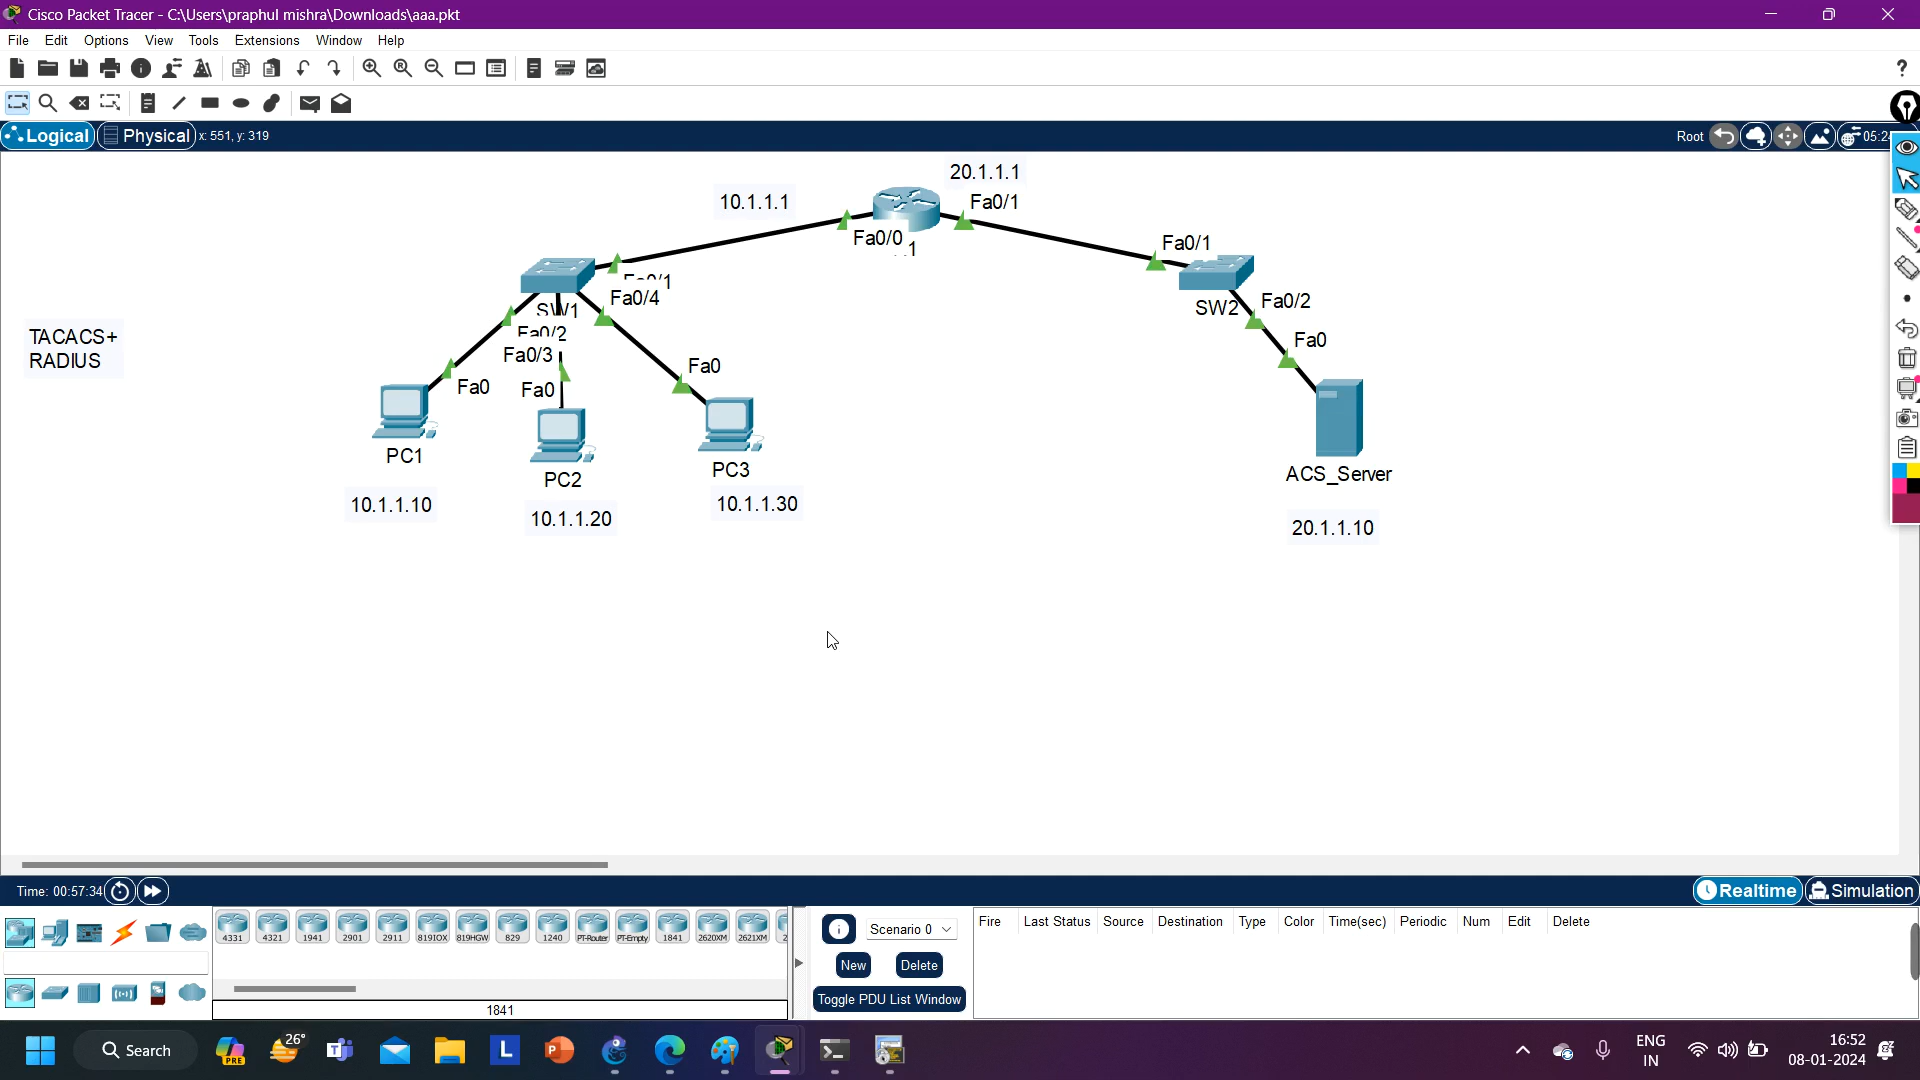 Cisco Packet Tracer - C:\Users\praphul mishra\Downloads\aaa.pkt
File Edit Options View Tools Extensions Window Help
Logical Physical x: 551, y: 319
Root
20.1.1.1
10.1.1.1
Fa0/1
Fa0/0
Fa0/1
Fa0/4
SW1
SW2
Fa0/2
TACACS+
RADIUS
Fa0/2
Fa0/3
Fa0
Fa0
Fa0
Fa0
PC1
PC2
PC3
ACS_Server
10.1.1.10
10.1.1.20
10.1.1.30
20.1.1.10
Time: 00:57:34
Realtime Simulation
4331 4321 1941 2901 2911 819IOX 819HGW 829 1240 PT-Router PT-Empty 1841 2620XM 2621XM
1841
Scenario 0
New Delete
Toggle PDU List Window
Fire Last Status Source Destination Type Color Time(sec) Periodic Num Edit Delete
Search
PRE
26°
ENG
IN
16:52
08-01-2024